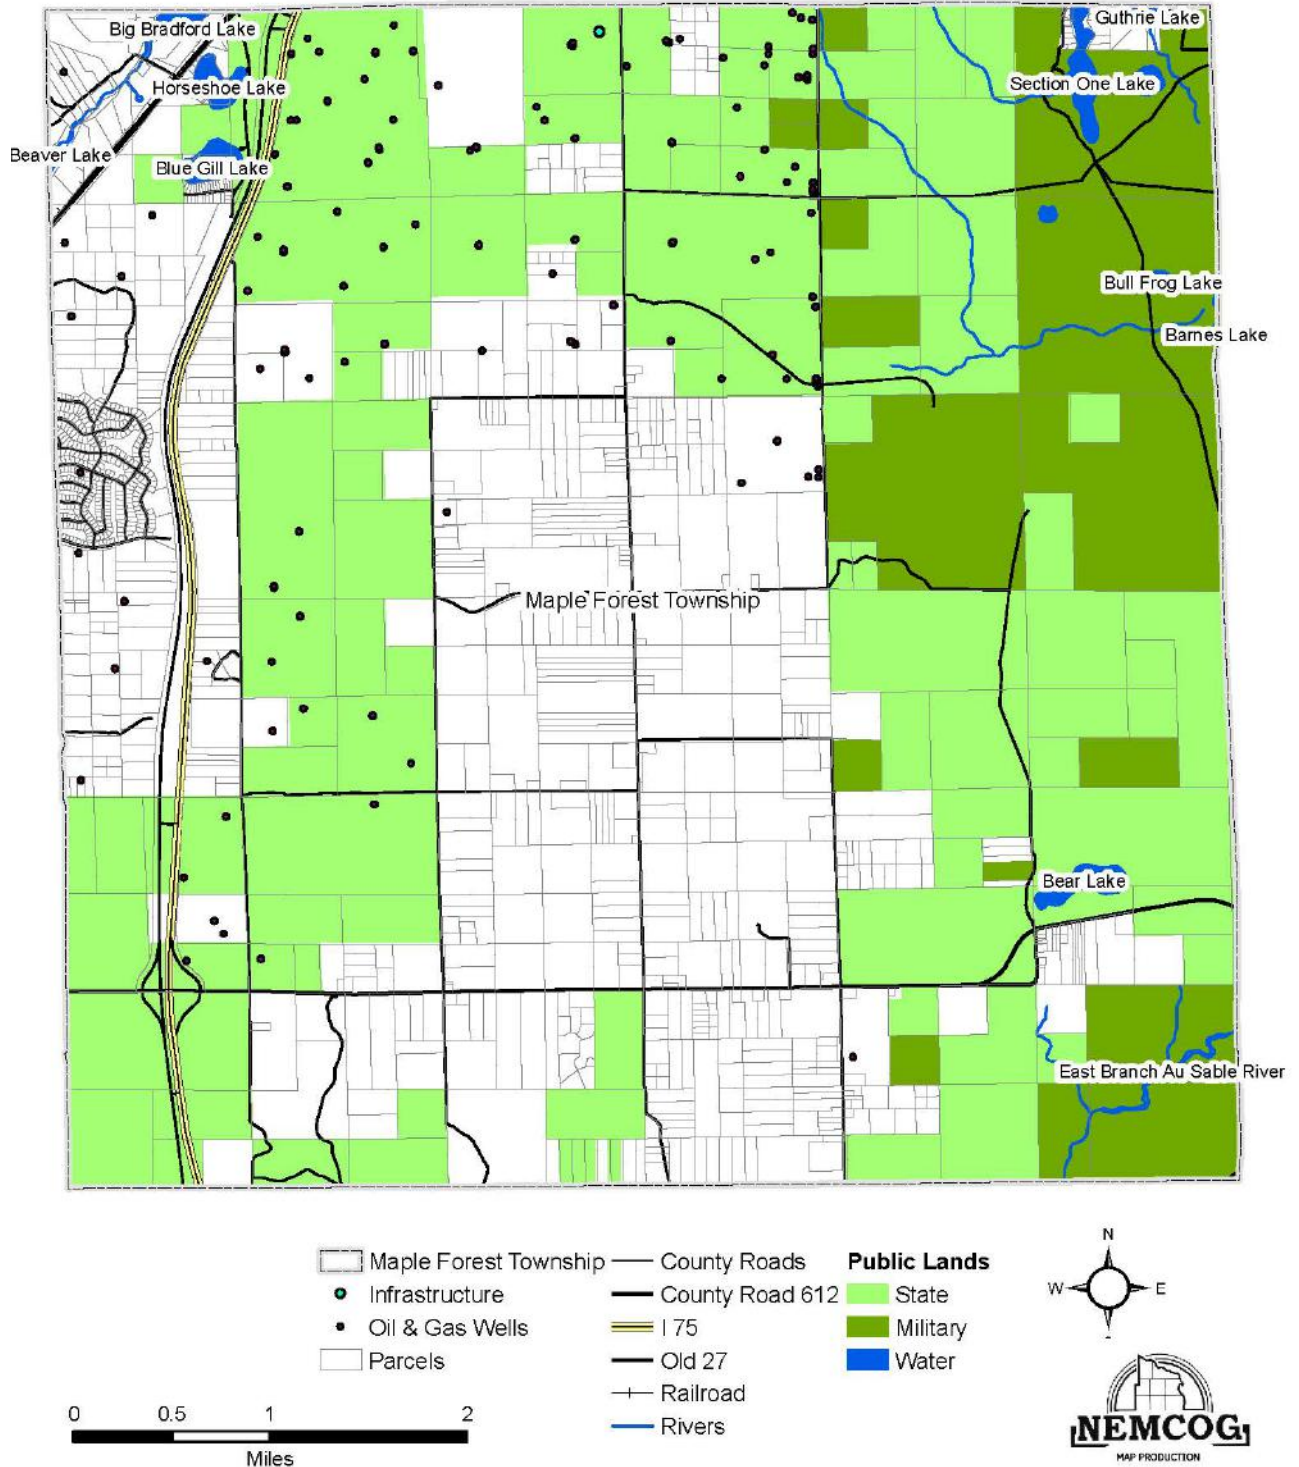 Big Bradford Lake
Guthrie Lake
Horseshoe Lake
Section One Lake
Beaver Lake
Blue Gill Lake
Bull Frog Lake
Barnes Lake
Maple Forest Township
Bear Lake
East Branch Au Sable River
Maple Forest Township
Infrastructure
Oil & Gas Wells
Parcels
County Roads
County Road 612
I 75
Old 27
Railroad
Rivers
Public Lands
State
Military
Water
N
W
E
0 0.5 1 2
Miles
NEMCOG
MAP PRODUCTION